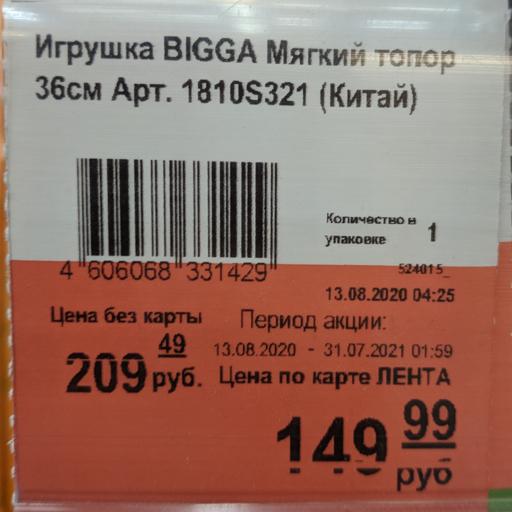 Игрушка BIGGA Мягкий топор
36см Арт. 1810S321 (Китай)
Количество в
упаковке 1
4 606068 331429
524015_
13.08.2020 04:25
Цена без карты
Период акции:
209 49 руб.
13.08.2020 - 31.07.2021 01:59
Цена по карте ЛЕНТА
149 99
руб